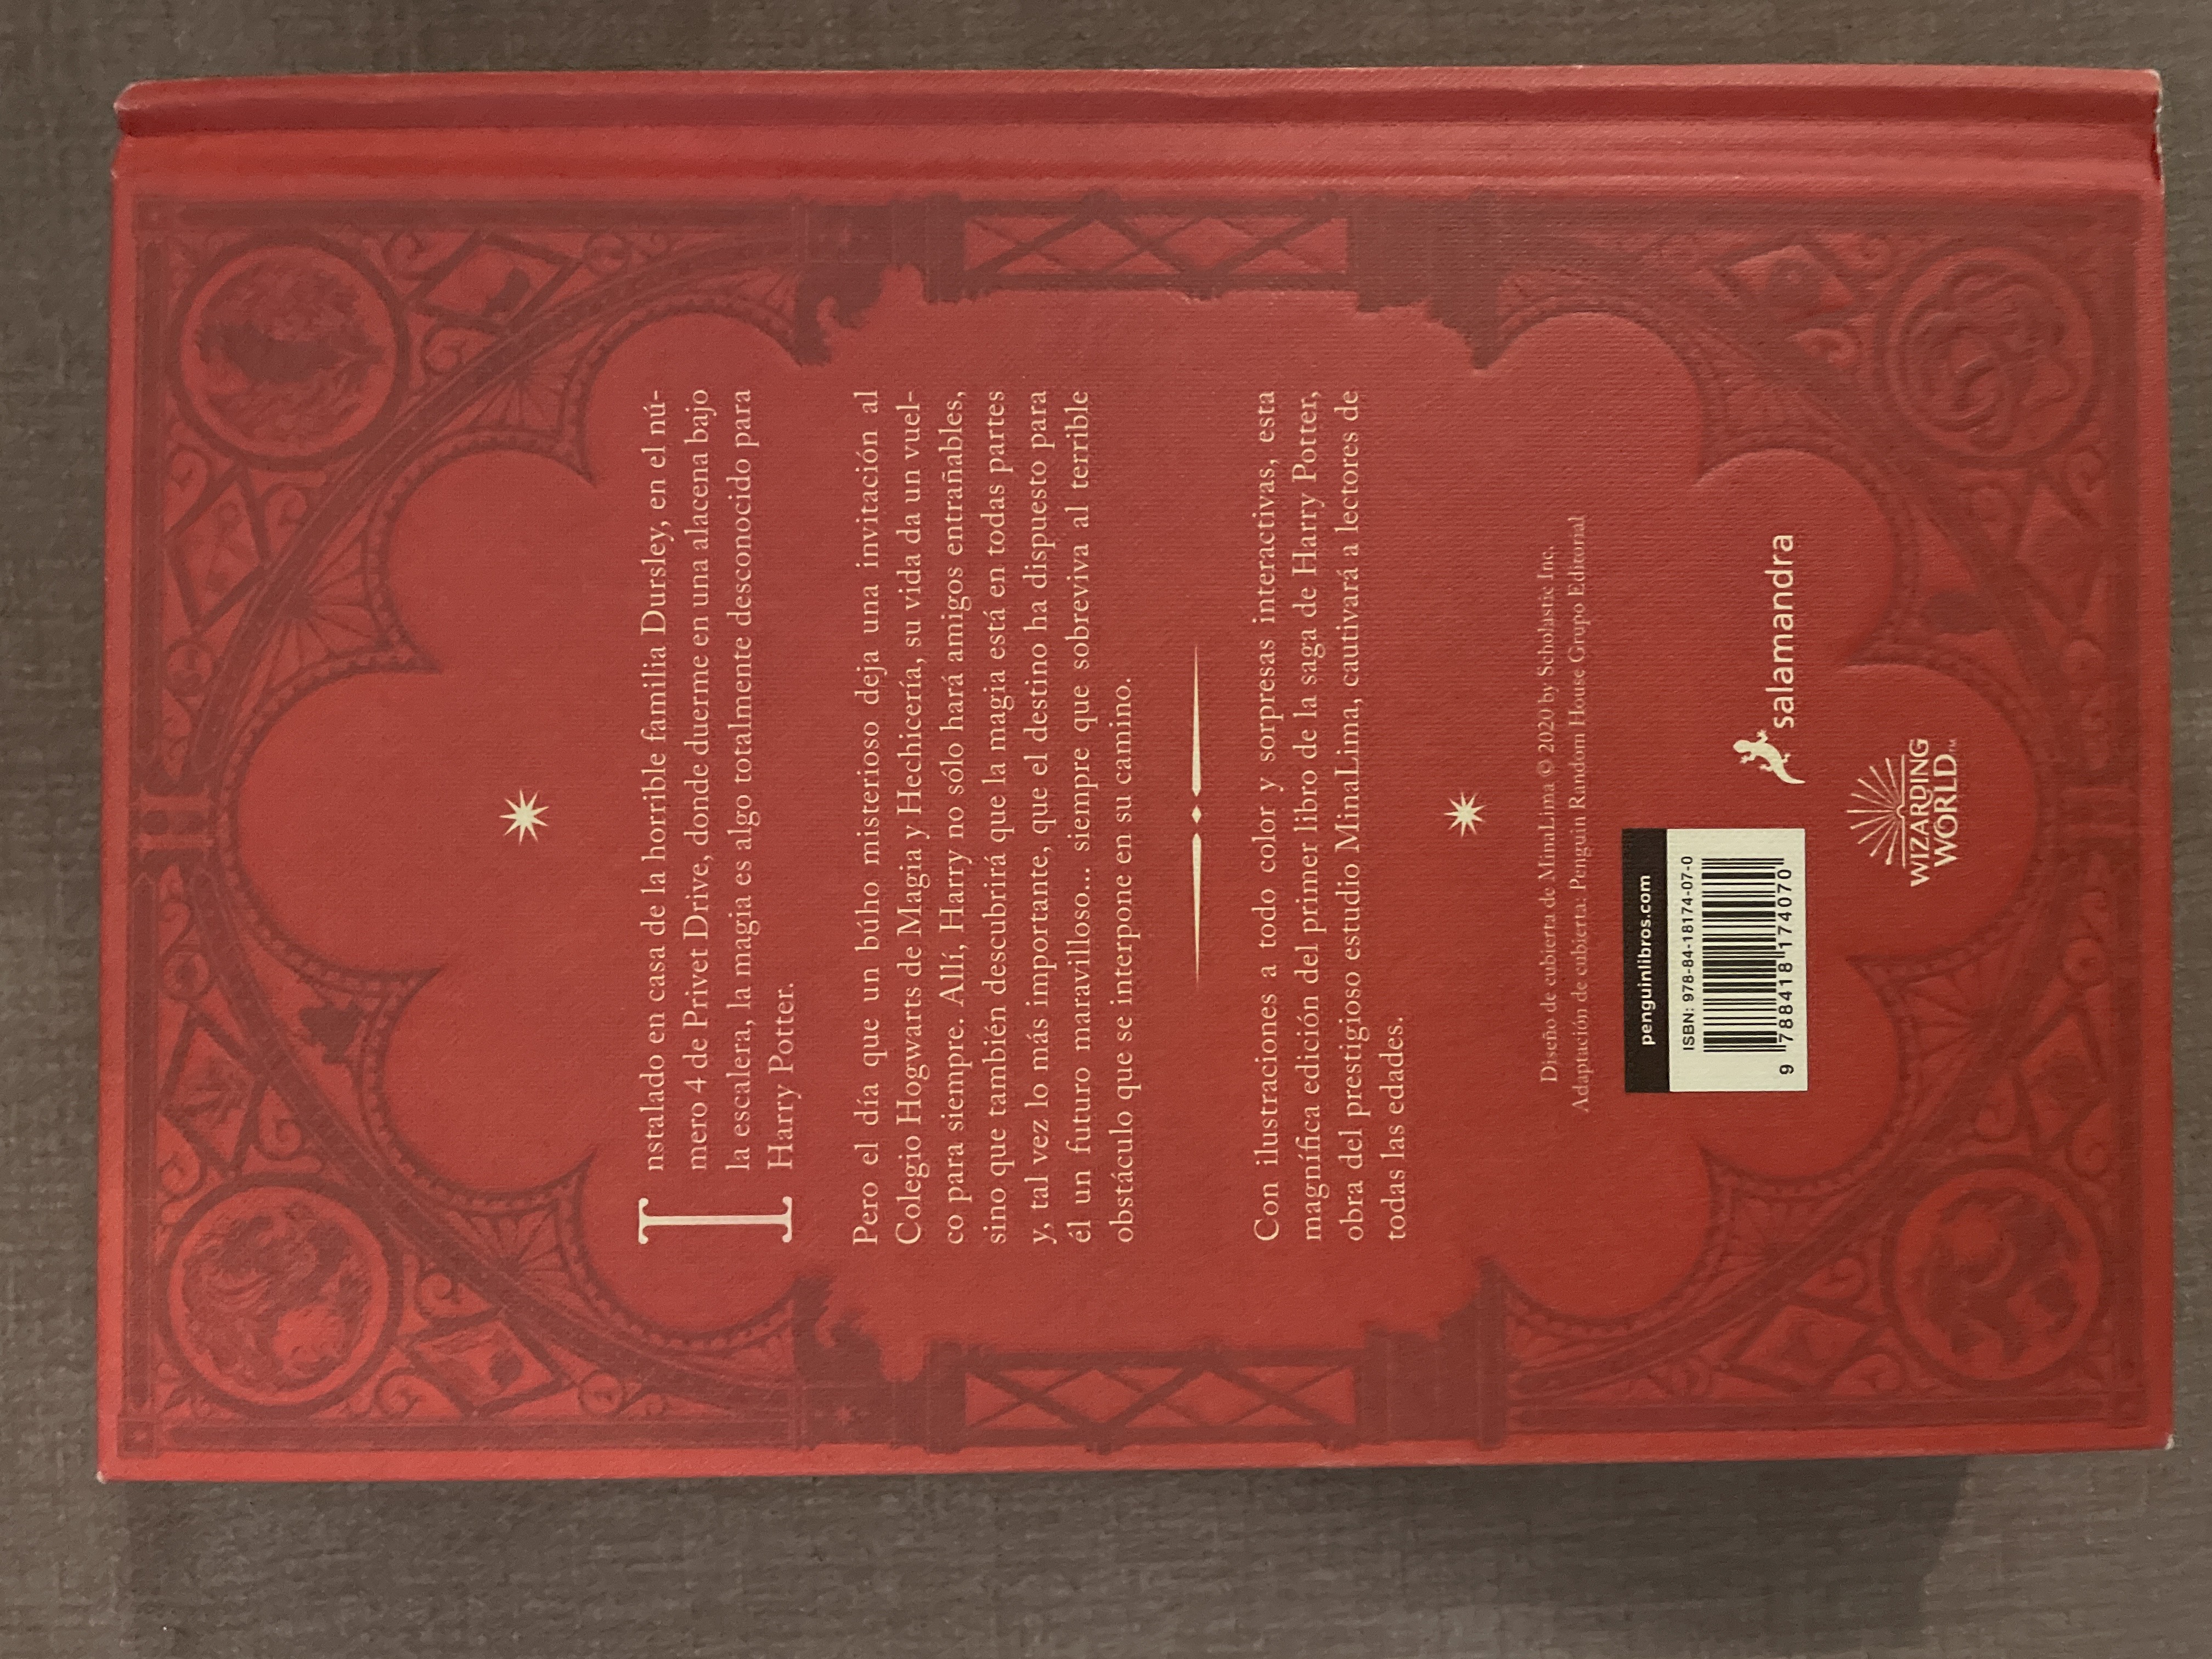 Instalado en casa de la horrible familia Dursley, en el nú-
mero 4 de Privet Drive, donde duerme en una alacena bajo
la escalera, la magia es algo totalmente desconocido para
Harry Potter.
Pero el día que un búho misterioso deja una invitación al
Colegio Hogwarts de Magia y Hechicería, su vida da un vuel-
co para siempre. Allí, Harry no sólo hará amigos entrañables,
sino que también descubrirá que la magia está en todas partes
y, tal vez lo más importante, que el destino ha dispuesto para
él un futuro maravilloso... siempre que sobreviva al terrible
obstáculo que se interpone en su camino.
Con ilustraciones a todo color y sorpresas interactivas, esta
magnífica edición del primer libro de la saga de Harry Potter,
obra del prestigioso estudio MinaLima, cautivará a lectores de
todas las edades.
Diseño de cubierta de MinaLima © 2020 by Scholastic Inc.
Adaptación de cubierta: Penguin Random House Grupo Editorial
penguinlibros.com
ISBN: 978-84-18174-07-0
9 788418 174070
salamandra
WIZARDING
WORLD™
H
H